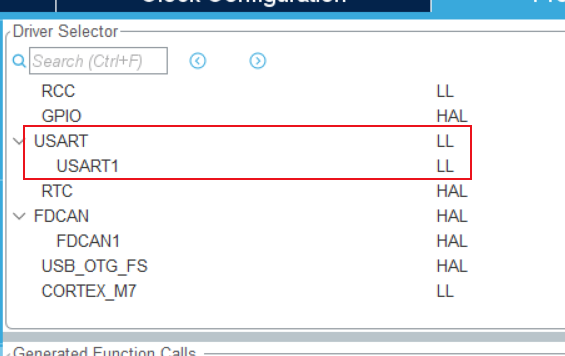 Clock Configuration
Driver Selector
Search (Ctrl+F)
RCC LL
GPIO HAL
USART LL
USART1 LL
RTC HAL
FDCAN HAL
FDCAN1 HAL
USB_OTG_FS HAL
CORTEX_M7 LL
Generated Function Calls